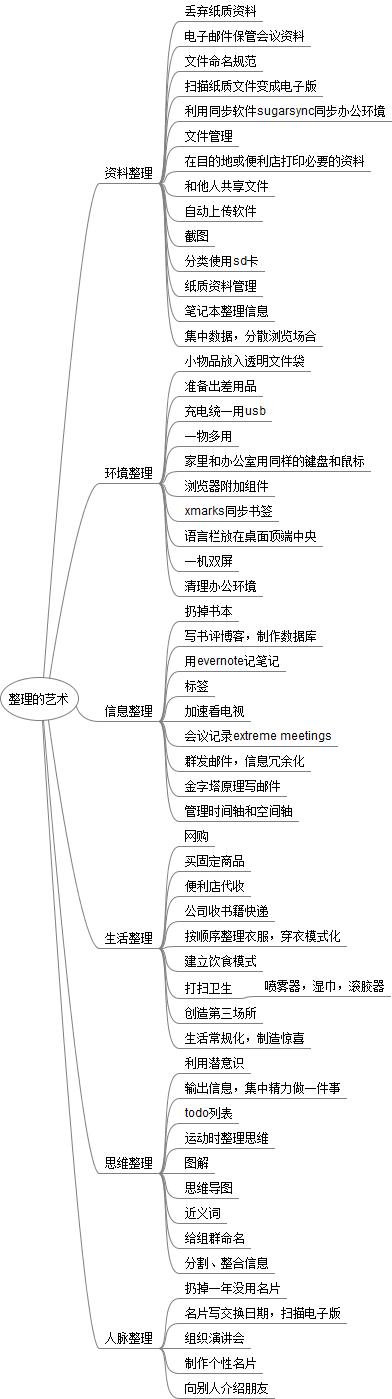 整理的艺术
资料整理
丢弃纸质资料
电子邮件保管会议资料
文件命名规范
扫描纸质文件变成电子版
利用同步软件sugarsync同步办公环境
文件管理
在目的地或便利店打印必要的资料
和他人共享文件
自动上传软件
截图
分类使用sd卡
纸质资料管理
笔记本整理信息
集中数据，分散浏览场合
环境整理
小物品放入透明文件袋
准备出差用品
充电统一用usb
一物多用
家里和办公室用同样的键盘和鼠标
浏览器附加组件
xmarks同步书签
语言栏放在桌面顶端中央
一机双屏
清理办公环境
信息整理
扔掉书本
写书评博客，制作数据库
用evernote记笔记
标签
加速看电视
会议记录extreme meetings
群发邮件，信息冗余化
金字塔原理写邮件
管理时间轴和空间轴
生活整理
网购
买固定商品
便利店代收
公司收书籍快递
按顺序整理衣服，穿衣模式化
建立饮食模式
打扫卫生
喷雾器，湿巾，滚胶器
创造第三场所
生活常规化，制造惊喜
思维整理
利用潜意识
输出信息，集中精力做一件事
todo列表
运动时整理思维
图解
思维导图
近义词
给组群命名
分割、整合信息
人脉整理
扔掉一年没用名片
名片写交换日期，扫描电子版
组织演讲会
制作个性名片
向别人介绍朋友